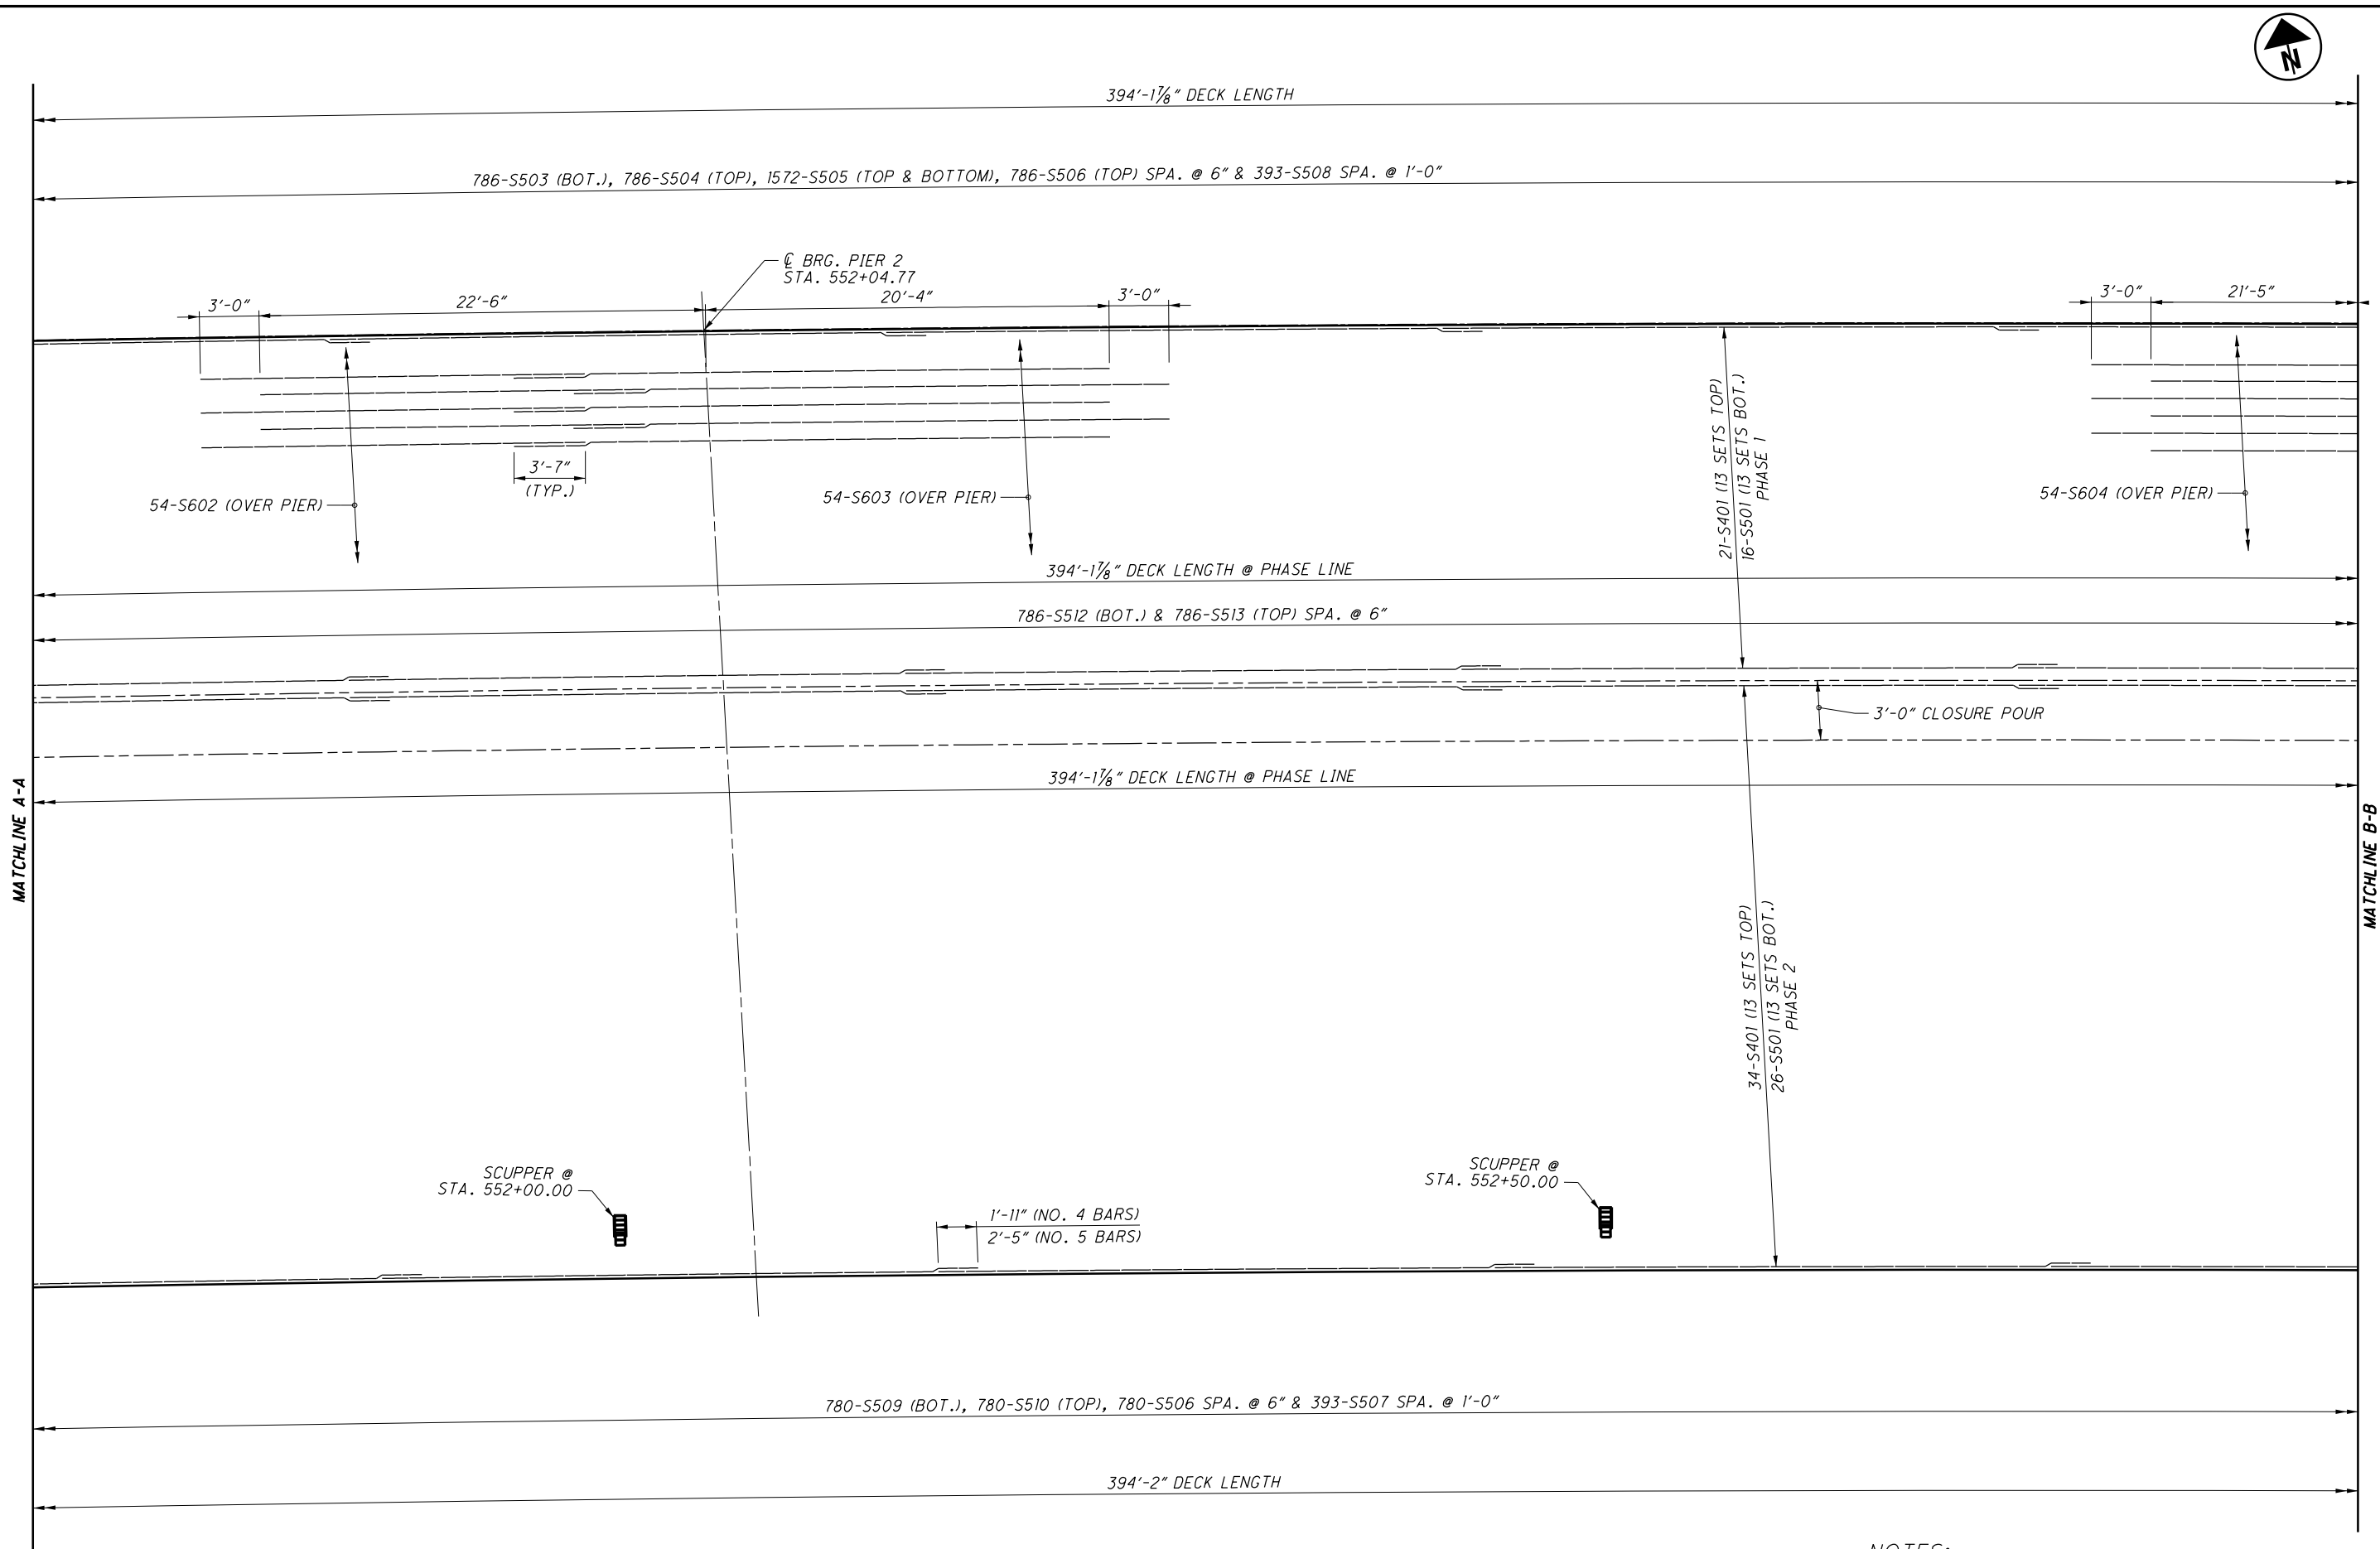 N
394'-1⅞" DECK LENGTH
786-S503 (BOT.), 786-S504 (TOP), 1572-S505 (TOP & BOTTOM), 786-S506 (TOP) SPA. @ 6" & 393-S508 SPA. @ 1'-0"
℄ BRG. PIER 2
STA. 552+04.77
3'-0"
22'-6"
20'-4"
3'-0"
3'-0"
21'-5"
3'-7"
(TYP.)
54-S602 (OVER PIER)
54-S603 (OVER PIER)
54-S604 (OVER PIER)
21-S401 (13 SETS TOP)
16-S501 (13 SETS BOT.)
PHASE 1
394'-1⅞" DECK LENGTH @ PHASE LINE
786-S512 (BOT.) & 786-S513 (TOP) SPA. @ 6"
3'-0" CLOSURE POUR
394'-1⅞" DECK LENGTH @ PHASE LINE
MATCHLINE A-A
MATCHLINE B-B
34-S401 (13 SETS TOP)
26-S501 (13 SETS BOT.)
PHASE 2
SCUPPER @
STA. 552+00.00
SCUPPER @
STA. 552+50.00
1'-11" (NO. 4 BARS)
2'-5" (NO. 5 BARS)
780-S509 (BOT.), 780-S510 (TOP), 780-S506 SPA. @ 6" & 393-S507 SPA. @ 1'-0"
394'-2" DECK LENGTH
NOTES: